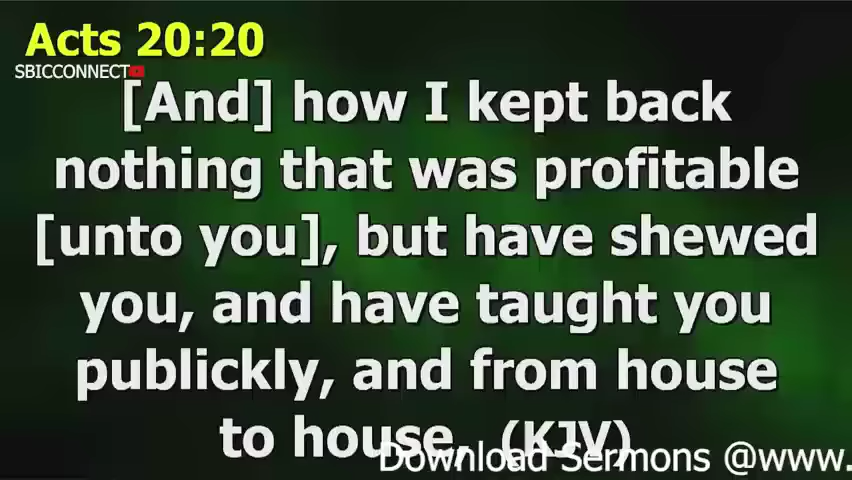 Acts 20:20
SBICCONNECT
[And] how I kept back
nothing that was profitable
[unto you], but have shewed
you, and have taught you
publickly, and from house
to house, (KJV)
Download Sermons @www.